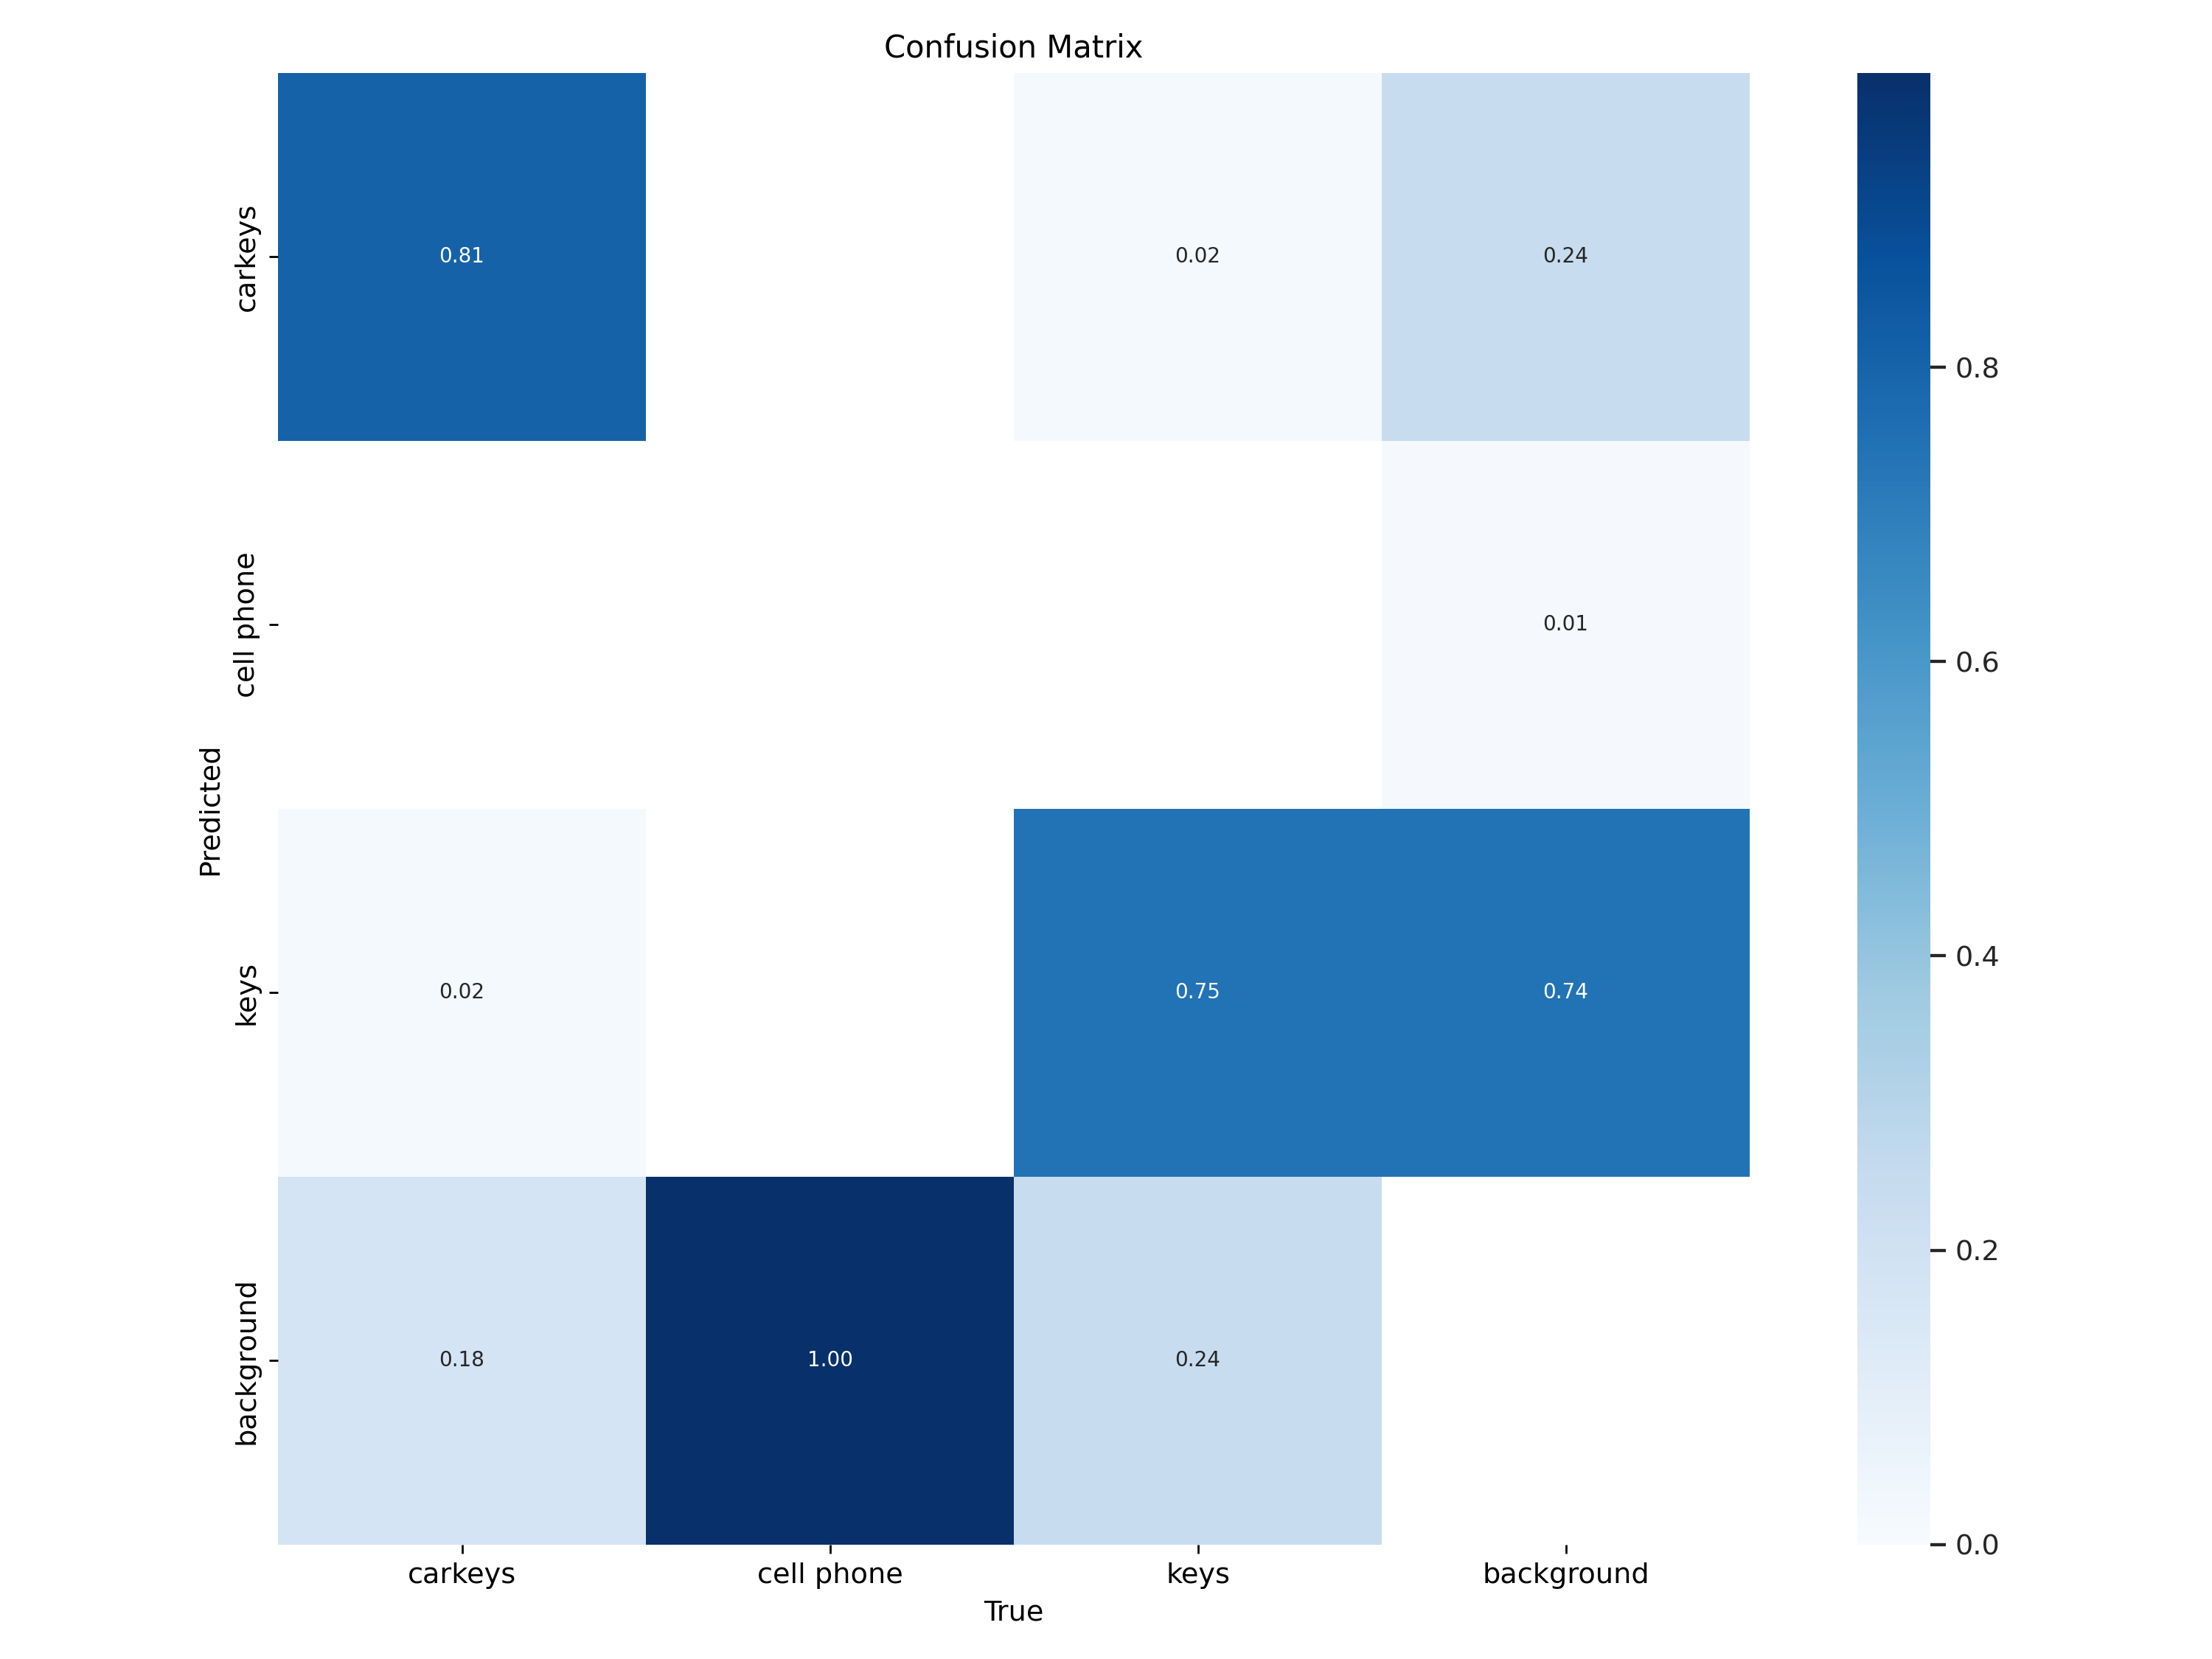 Confusion Matrix
Predicted
carkeys
0.81
0.02
0.24
cell phone
0.01
keys
0.02
0.75
0.74
background
0.18
1.00
0.24
carkeys
cell phone
keys
background
True
0.8
0.6
0.4
0.2
0.0